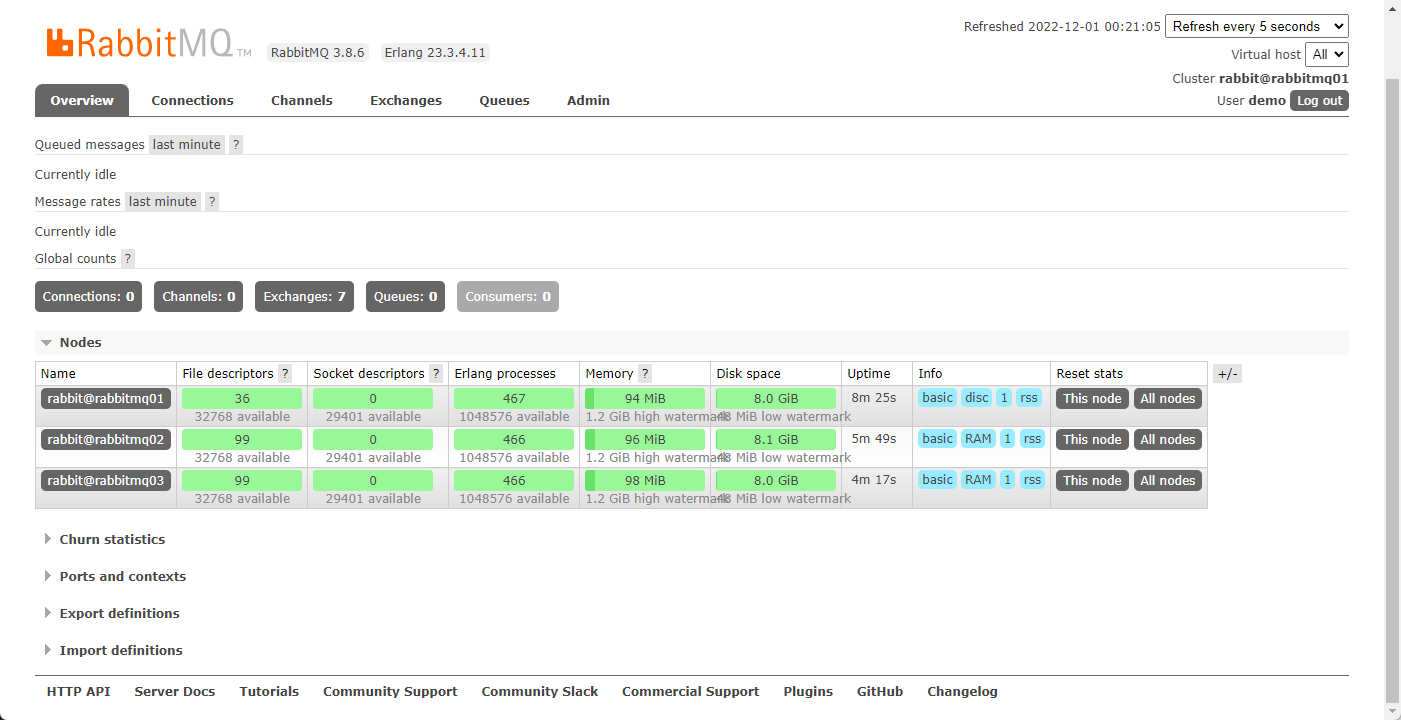 RabbitMQ TM RabbitMQ 3.8.6 Erlang 23.3.4.11
Refreshed 2022-12-01 00:21:05 Refresh every 5 seconds
Virtual host All
Cluster rabbit@rabbitmq01
User demo Log out
Overview Connections Channels Exchanges Queues Admin
Queued messages last minute ?
Currently idle
Message rates last minute ?
Currently idle
Global counts ?
Connections: 0 Channels: 0 Exchanges: 7 Queues: 0 Consumers: 0
Nodes
Name File descriptors ? Socket descriptors ? Erlang processes Memory ? Disk space Uptime Info Reset stats +/-
rabbit@rabbitmq01 36 0 467 94 MiB 8.0 GiB 8m 25s basic disc 1 rss This node All nodes
32768 available 29401 available 1048576 available 1.2 GiB high watermark 48 MiB low watermark
rabbit@rabbitmq02 99 0 466 96 MiB 8.1 GiB 5m 49s basic RAM 1 rss This node All nodes
32768 available 29401 available 1048576 available 1.2 GiB high watermark 48 MiB low watermark
rabbit@rabbitmq03 99 0 466 98 MiB 8.0 GiB 4m 17s basic RAM 1 rss This node All nodes
32768 available 29401 available 1048576 available 1.2 GiB high watermark 48 MiB low watermark
Churn statistics
Ports and contexts
Export definitions
Import definitions
HTTP API Server Docs Tutorials Community Support Community Slack Commercial Support Plugins GitHub Changelog